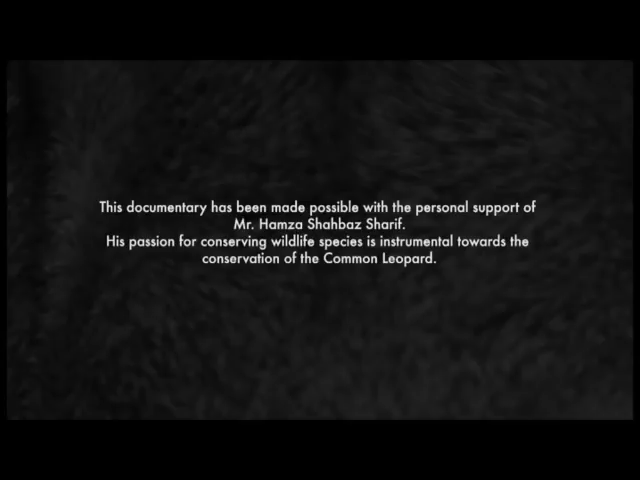 This documentary has been made possible with the personal support of
Mr. Hamza Shahbaz Sharif.
His passion for conserving wildlife species is instrumental towards the
conservation of the Common Leopard.